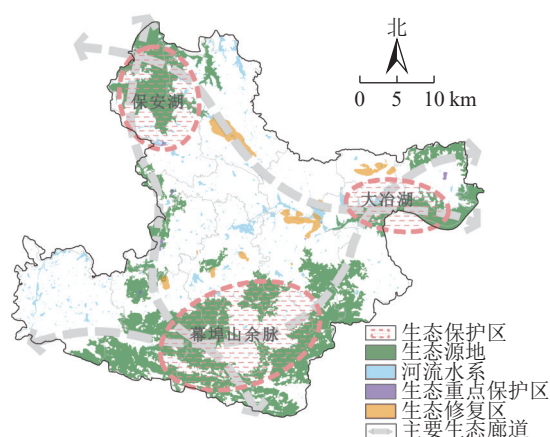 北
0 5 10 km
保安湖
大冶湖
幕埠山余脉
生态保护区
生态源地
河流水系
生态重点保护区
生态修复区
主要生态廊道